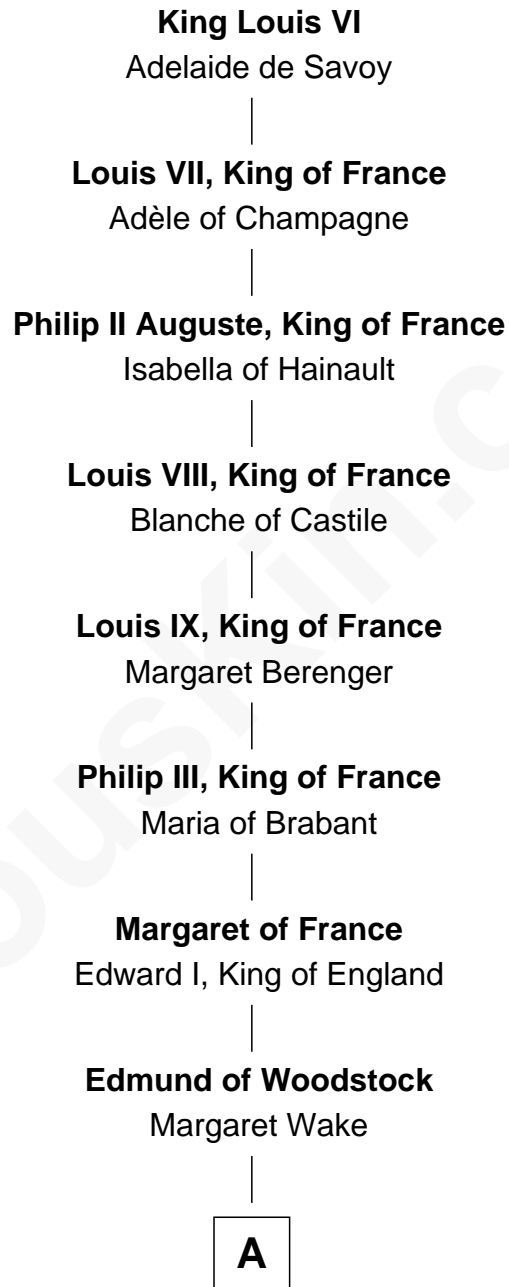 King Louis VI
Adelaide de Savoy
Louis VII, King of France
Adèle of Champagne
Philip II Auguste, King of France
Isabella of Hainault
Louis VIII, King of France
Blanche of Castile
Louis IX, King of France
Margaret Berenger
Philip III, King of France
Maria of Brabant
Margaret of France
Edward I, King of England
Edmund of Woodstock
Margaret Wake
A